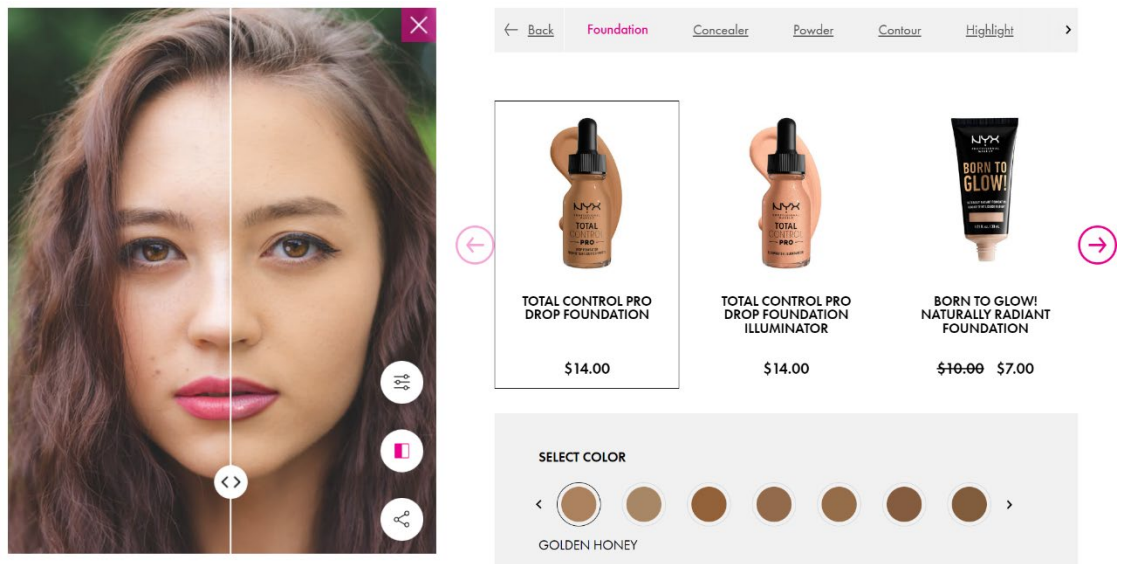 Back
Foundation
Concealer
Powder
Contour
Highlight
NYX
TOTAL
CONTROL
PRO
NYX
TOTAL
CONTROL
PRO
NYX
BORN TO
GLOW!
TOTAL CONTROL PRO
DROP FOUNDATION
$14.00
TOTAL CONTROL PRO
DROP FOUNDATION
ILLUMINATOR
$14.00
BORN TO GLOW!
NATURALLY RADIANT
FOUNDATION
$10.00 $7.00
SELECT COLOR
GOLDEN HONEY